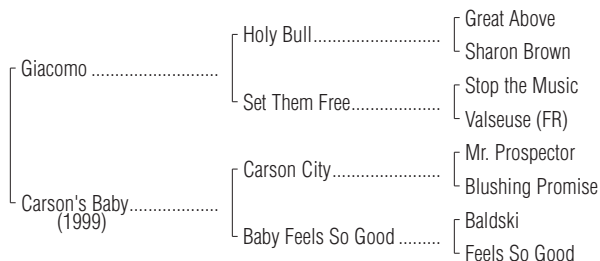 Great Above
Holy Bull
Sharon Brown
Giacomo
Stop the Music
Set Them Free
Valseuse (FR)
Mr. Prospector
Carson City
Blushing Promise
Carson's Baby
(1999)
Baldski
Baby Feels So Good
Feels So Good